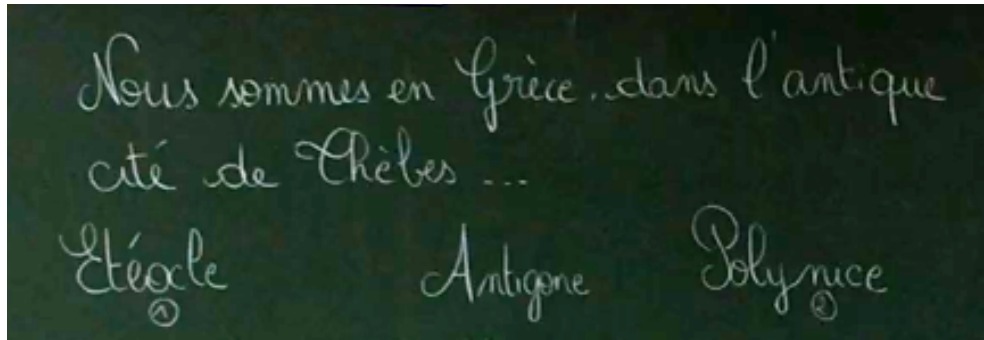 Nous sommes en Grèce, dans l'antique
cité de Thèbes ...
Etéocle Antigone Polynice
① ②